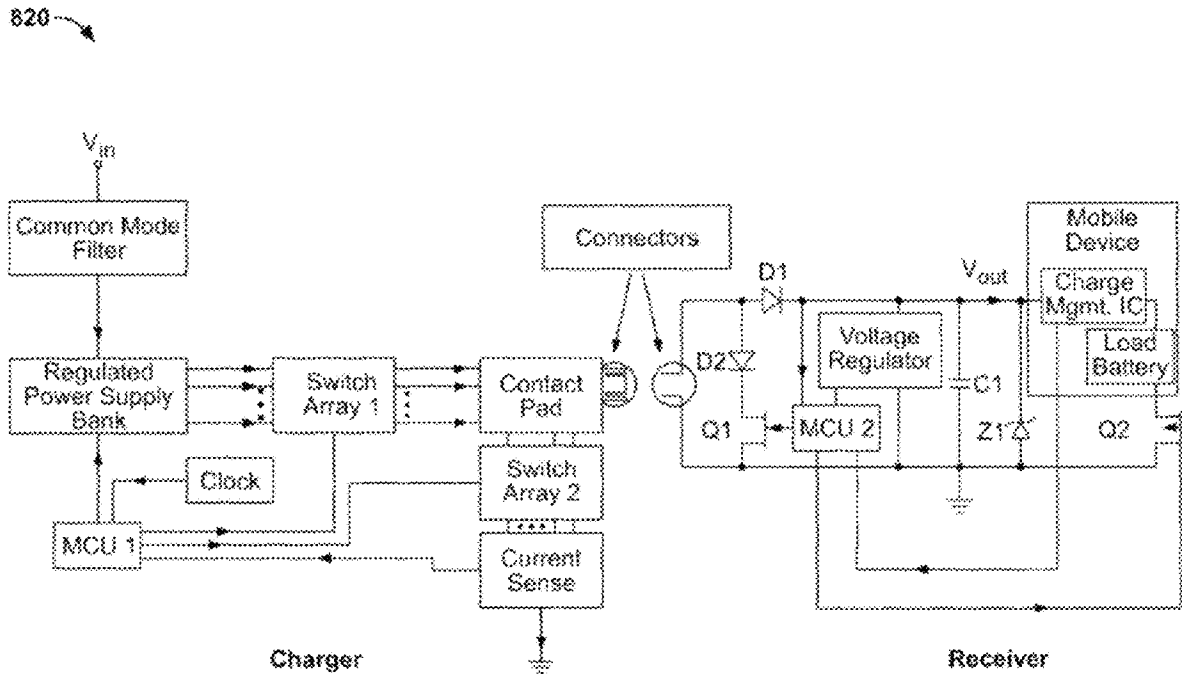 820
Vin
Common Mode
Filter
Regulated
Power Supply
Bank
Switch
Array 1
Contact
Pad
Switch
Array 2
Current
Sense
Clock
MCU 1
Charger
Connectors
D1
D2
Q1
MCU 2
Voltage
Regulator
C1
Vout
Z1
Mobile
Device
Charge
Mgmt. IC
Load
Battery
Q2
Receiver